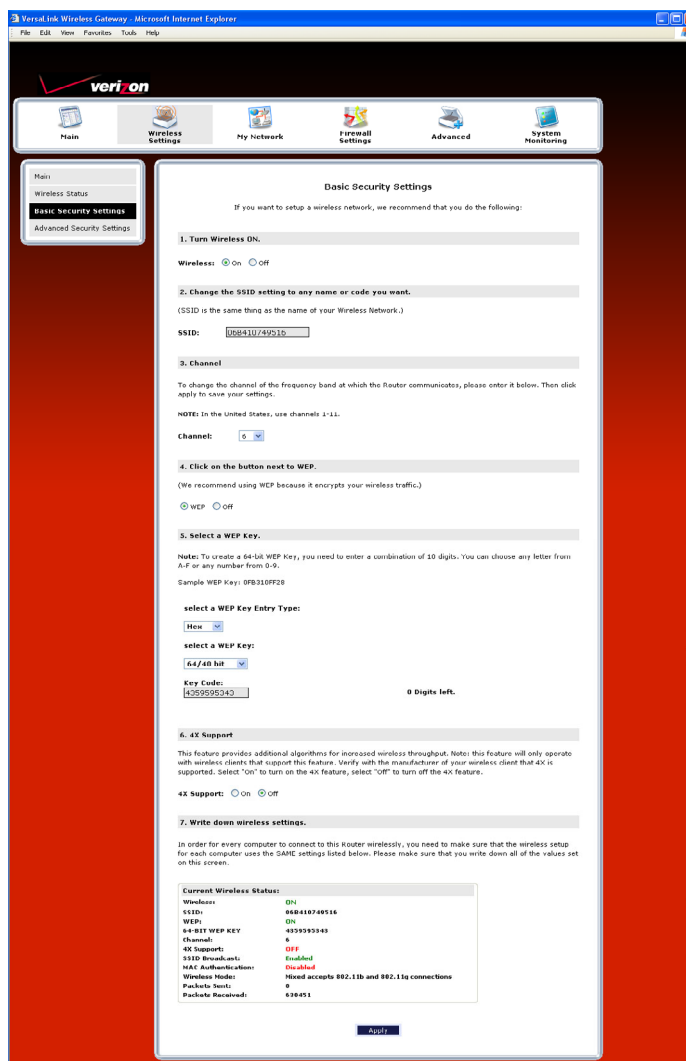 VersaLink Wireless Gateway - Microsoft Internet Explorer
File Edit View Favorites Tools Help
verizon
Main
Wireless
Settings
My Network
Firewall
Settings
Advanced
System
Monitoring
Main
Wireless Status
Basic Security Settings
Advanced Security Settings
Basic Security Settings
If you want to setup a wireless network, we recommend that you do the following:
1. Turn Wireless ON.
Wireless: On Off
2. Change the SSID setting to any name or code you want.
(SSID is the same thing as the name of your Wireless Network.)
SSID: 06B410749516
3. Channel
To change the channel of the frequency band at which the Router communicates, please enter it below. Then click
apply to save your settings.
NOTE: In the United States, use channels 1-11.
Channel: 6
4. Click on the button next to WEP.
(We recommend using WEP because it encrypts your wireless traffic.)
WEP Off
5. Select a WEP Key.
Note: To create a 64-bit WEP Key, you need to enter a combination of 10 digits. You can choose any letter from
A-F or any number from 0-9.
Sample WEP Key: 0FB310FF28
select a WEP Key Entry Type:
Hex
select a WEP Key:
64/40 bit
Key Code:
4359595343 0 Digits left.
6. 4X Support
This feature provides additional algorithms for increased wireless throughput. Note: this feature will only operate
with wireless clients that support this feature. Verify with the manufacturer of your wireless client that 4X is
supported. Select "On" to turn on the 4X feature, select "Off" to turn off the 4X feature.
4X Support: On Off
7. Write down wireless settings.
In order for every computer to connect to this Router wirelessly, you need to make sure that the wireless setup
for each computer uses the SAME settings listed below. Please make sure that you write down all of the values set
on this screen.
Current Wireless Status:
Wireless: ON
SSID: 06B410749516
WEP: ON
64-BIT WEP KEY 4359595343
Channel: 6
4X Support: OFF
SSID Broadcast: Enabled
MAC Authentication: Disabled
Wireless Mode: Mixed accepts 802.11b and 802.11g connections
Packets Sent: 0
Packets Received: 630451
Apply